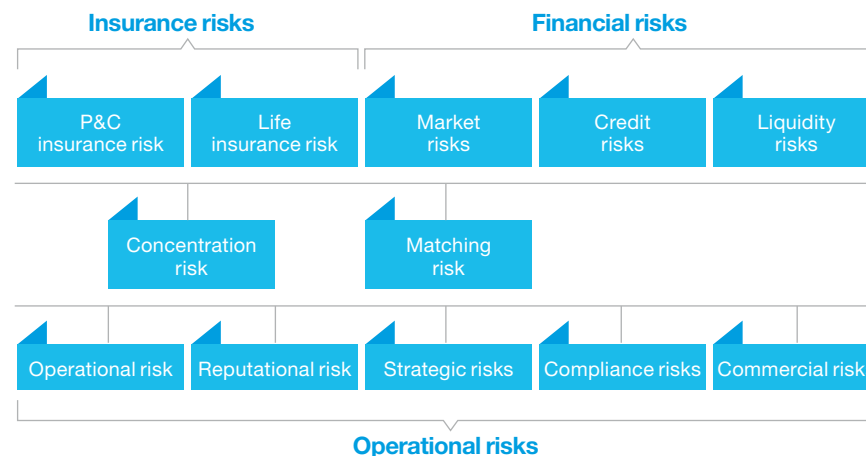 Insurance risks
Financial risks
P&C
insurance risk
Life
insurance risk
Market
risks
Credit
risks
Liquidity
risks
Concentration
risk
Matching
risk
Operational risk
Reputational risk
Strategic risks
Compliance risks
Commercial risk
Operational risks